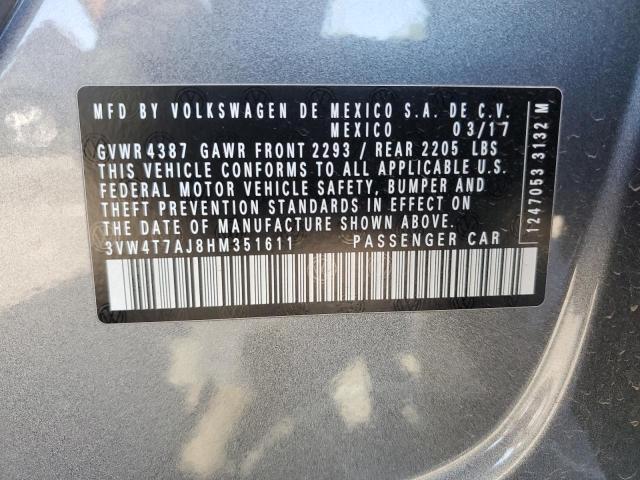 MFD BY VOLKSWAGEN DE MEXICO S.A. DE C.V.
MEXICO 03/17
GVWR 4387 GAWR FRONT 2293 / REAR 2205 LBS
THIS VEHICLE CONFORMS TO ALL APPLICABLE U.S.
FEDERAL MOTOR VEHICLE SAFETY, BUMPER AND
THEFT PREVENTION STANDARDS IN EFFECT ON
THE DATE OF MANUFACTURE SHOWN ABOVE.
3VW4T7AJ8HM351611 PASSENGER CAR
1247053 3132 M